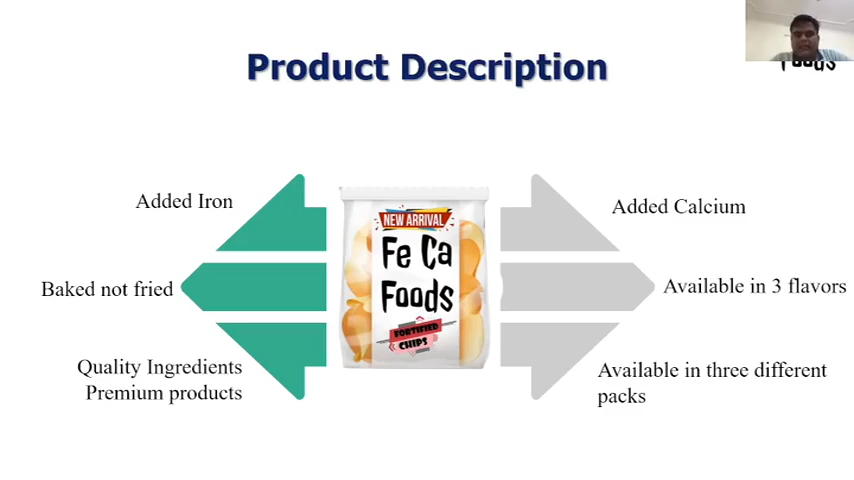 Product Description
Foods
Added Iron
Baked not fried
Quality Ingredients
Premium products
NEW ARRIVAL
Fe Ca
Foods
FORTIFIED
CHIPS
Added Calcium
Available in 3 flavors
Available in three different
packs